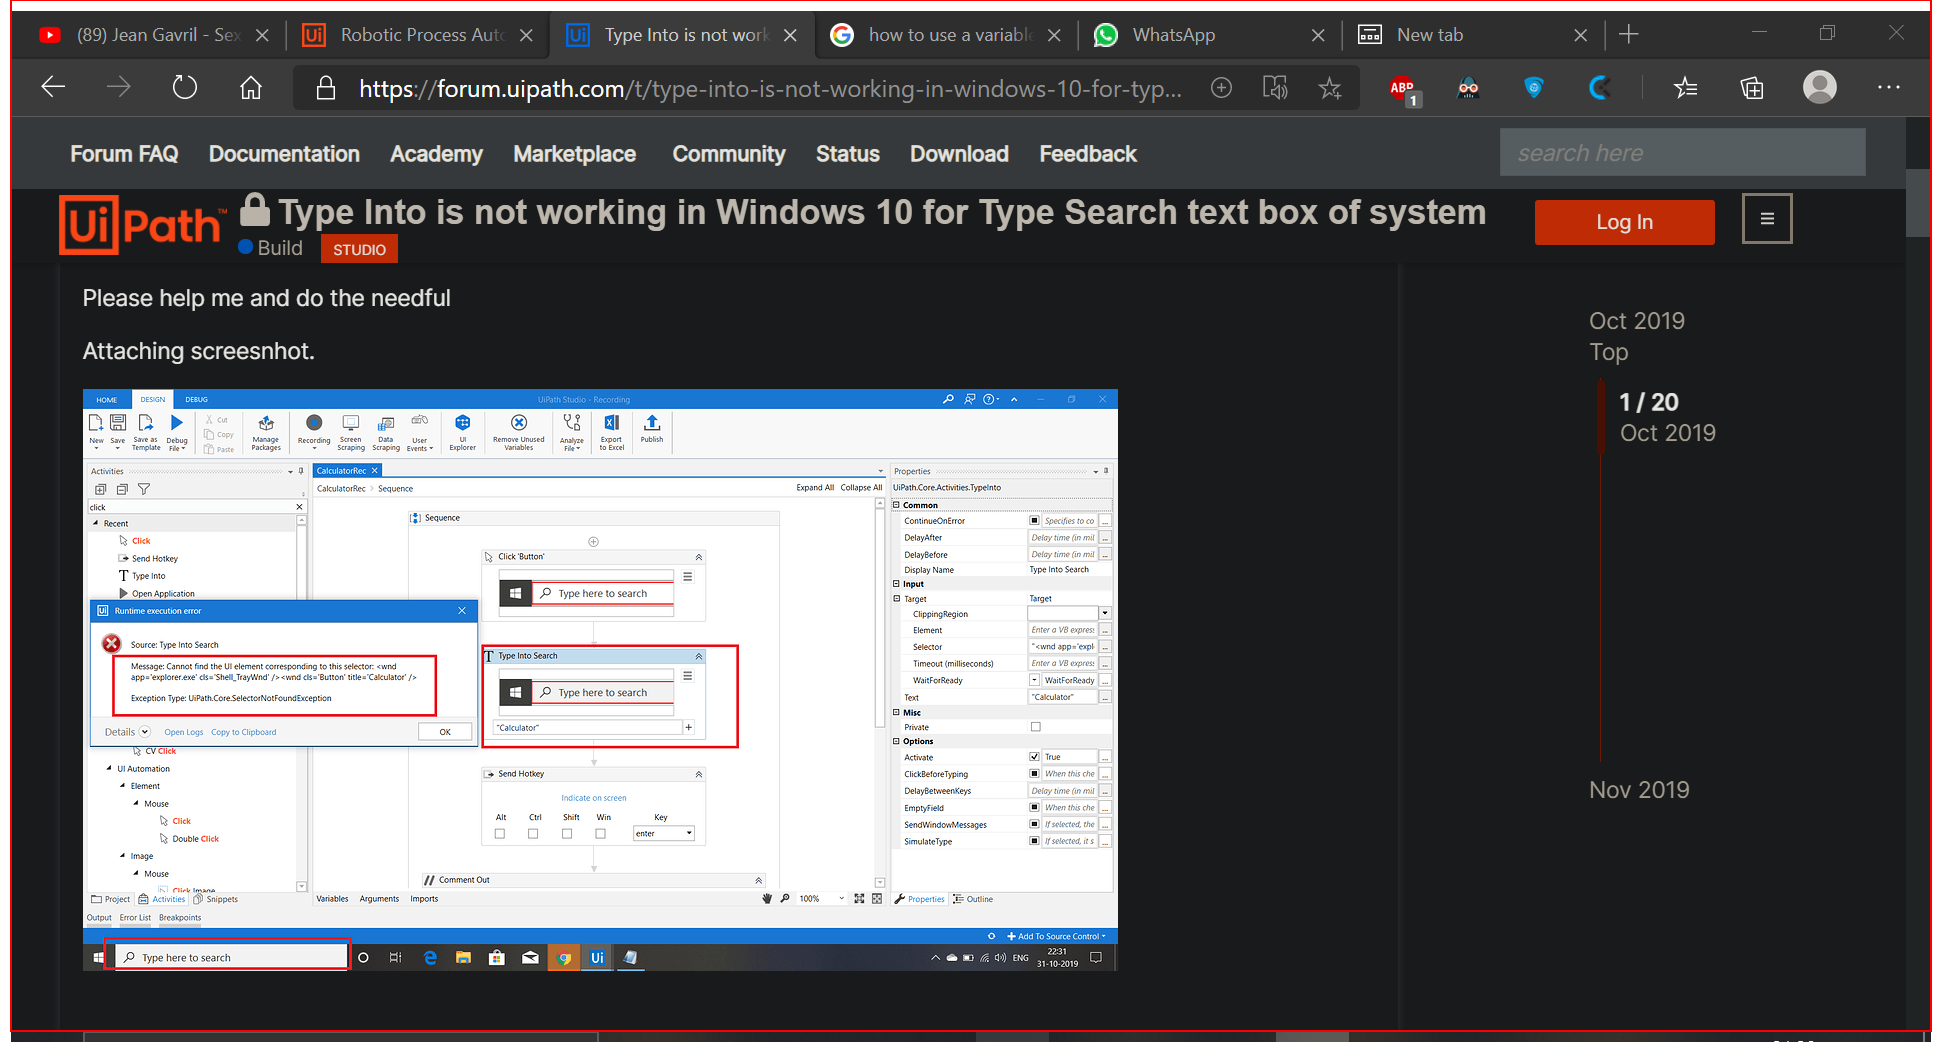 (89) Jean Gavril - Sex
Robotic Process Auto
Type Into is not work
how to use a variable
WhatsApp
New tab
https://forum.uipath.com/t/type-into-is-not-working-in-windows-10-for-typ...
ABP
1
Forum FAQ Documentation Academy Marketplace Community Status Download Feedback
search here
UiPath™
Type Into is not working in Windows 10 for Type Search text box of system
Build STUDIO
Log In
Please help me and do the needful
Attaching screesnhot.
Oct 2019
Top
1 / 20
Oct 2019
Nov 2019
HOME DESIGN DEBUG
UiPath Studio - Recording
New Save Save as Template Debug File
Cut
Copy
Paste
Manage Packages
Recording
Screen Scraping
Data Scraping
User Events
UI Explorer
Remove Unused Variables
Analyze File
Export to Excel
Publish
Activities
click
Recent
Click
Send Hotkey
Type Into
Open Application
Ui Runtime execution error
Source: Type Into Search
Message: Cannot find the UI element corresponding to this selector: <wnd
app='explorer.exe' cls='Shell_TrayWnd' /><wnd cls='Button' title='Calculator' />
Exception Type: UiPath.Core.SelectorNotFoundException
Details Open Logs Copy to Clipboard OK
CV Click
UI Automation
Element
Mouse
Click
Double Click
Image
Mouse
Click Image
Project Activities Snippets
Output Error List Breakpoints
CalculatorRec
CalculatorRec > Sequence
Expand All Collapse All
Sequence
Click 'Button'
Type here to search
Type Into Search
Type here to search
"Calculator"
Send Hotkey
Indicate on screen
Alt Ctrl Shift Win Key
enter
// Comment Out
Variables Arguments Imports
100%
Properties
UiPath.Core.Activities.TypeInto
Common
ContinueOnError Specifies to co ...
DelayAfter Delay time (in mil ...
DelayBefore Delay time (in mil ...
Display Name Type Into Search
Input
Target Target
ClippingRegion
Element Enter a VB express ...
Selector "<wnd app='expl ...
Timeout (milliseconds) Enter a VB express ...
WaitForReady WaitForReady ...
Text "Calculator" ...
Misc
Private
Options
Activate True ...
ClickBeforeTyping When this che ...
DelayBetweenKeys Delay time (in mil ...
EmptyField When this che ...
SendWindowMessages If selected, the ...
SimulateType If selected, it s ...
Properties Outline
Add To Source Control
Type here to search
Ui
ENG
22:31
31-10-2019